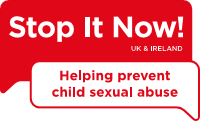 Stop It Now!
UK & IRELAND
Helping prevent
child sexual abuse